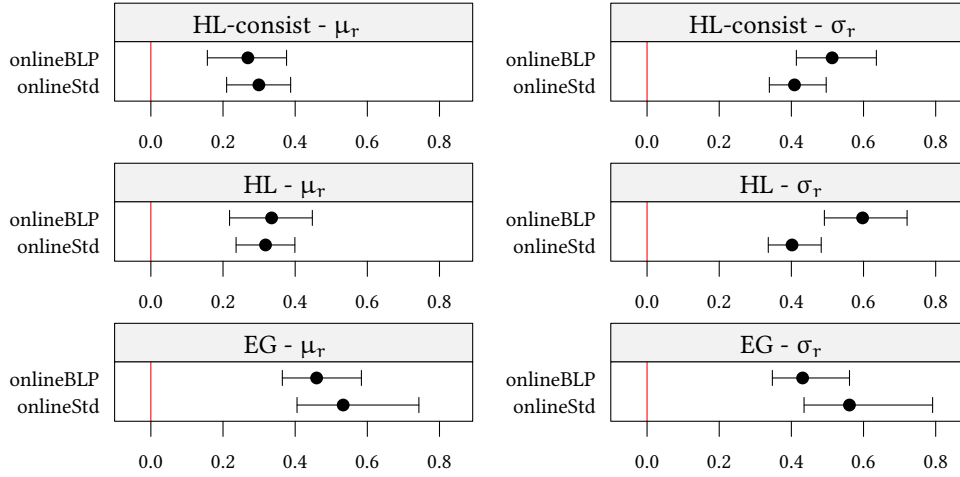 HL-consist - μr
onlineBLP
onlineStd
0.0 0.2 0.4 0.6 0.8
HL-consist - σr
onlineBLP
onlineStd
0.0 0.2 0.4 0.6 0.8
HL - μr
onlineBLP
onlineStd
0.0 0.2 0.4 0.6 0.8
HL - σr
onlineBLP
onlineStd
0.0 0.2 0.4 0.6 0.8
EG - μr
onlineBLP
onlineStd
0.0 0.2 0.4 0.6 0.8
EG - σr
onlineBLP
onlineStd
0.0 0.2 0.4 0.6 0.8